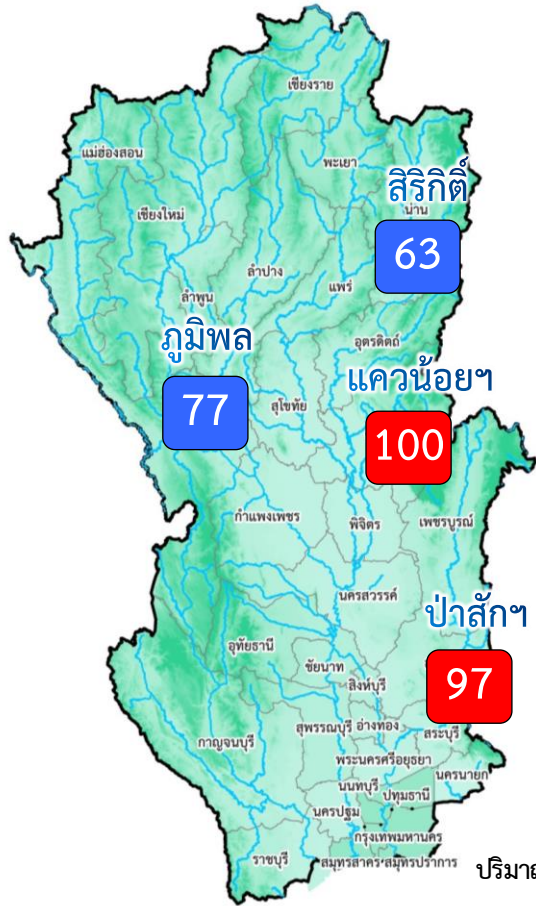 เชียงราย
แม่ฮ่องสอน
พะเยา
สิริกิติ์
น่าน
เชียงใหม่
63
ลำปาง
แพร่
ลำพูน
ภูมิพล
อุตรดิตถ์
แควน้อยฯ
77
สุโขทัย
100
กำแพงเพชร
พิจิตร
เพชรบูรณ์
นครสวรรค์
ป่าสักฯ
อุทัยธานี
ชัยนาท
สิงห์บุรี
97
สุพรรณบุรี
อ่างทอง
สระบุรี
กาญจนบุรี
พระนครศรีอยุธยา
นครนายก
นนทบุรี
ปทุมธานี
นครปฐม
กรุงเทพมหานคร
ราชบุรี
สมุทรสาคร
สมุทรปราการ